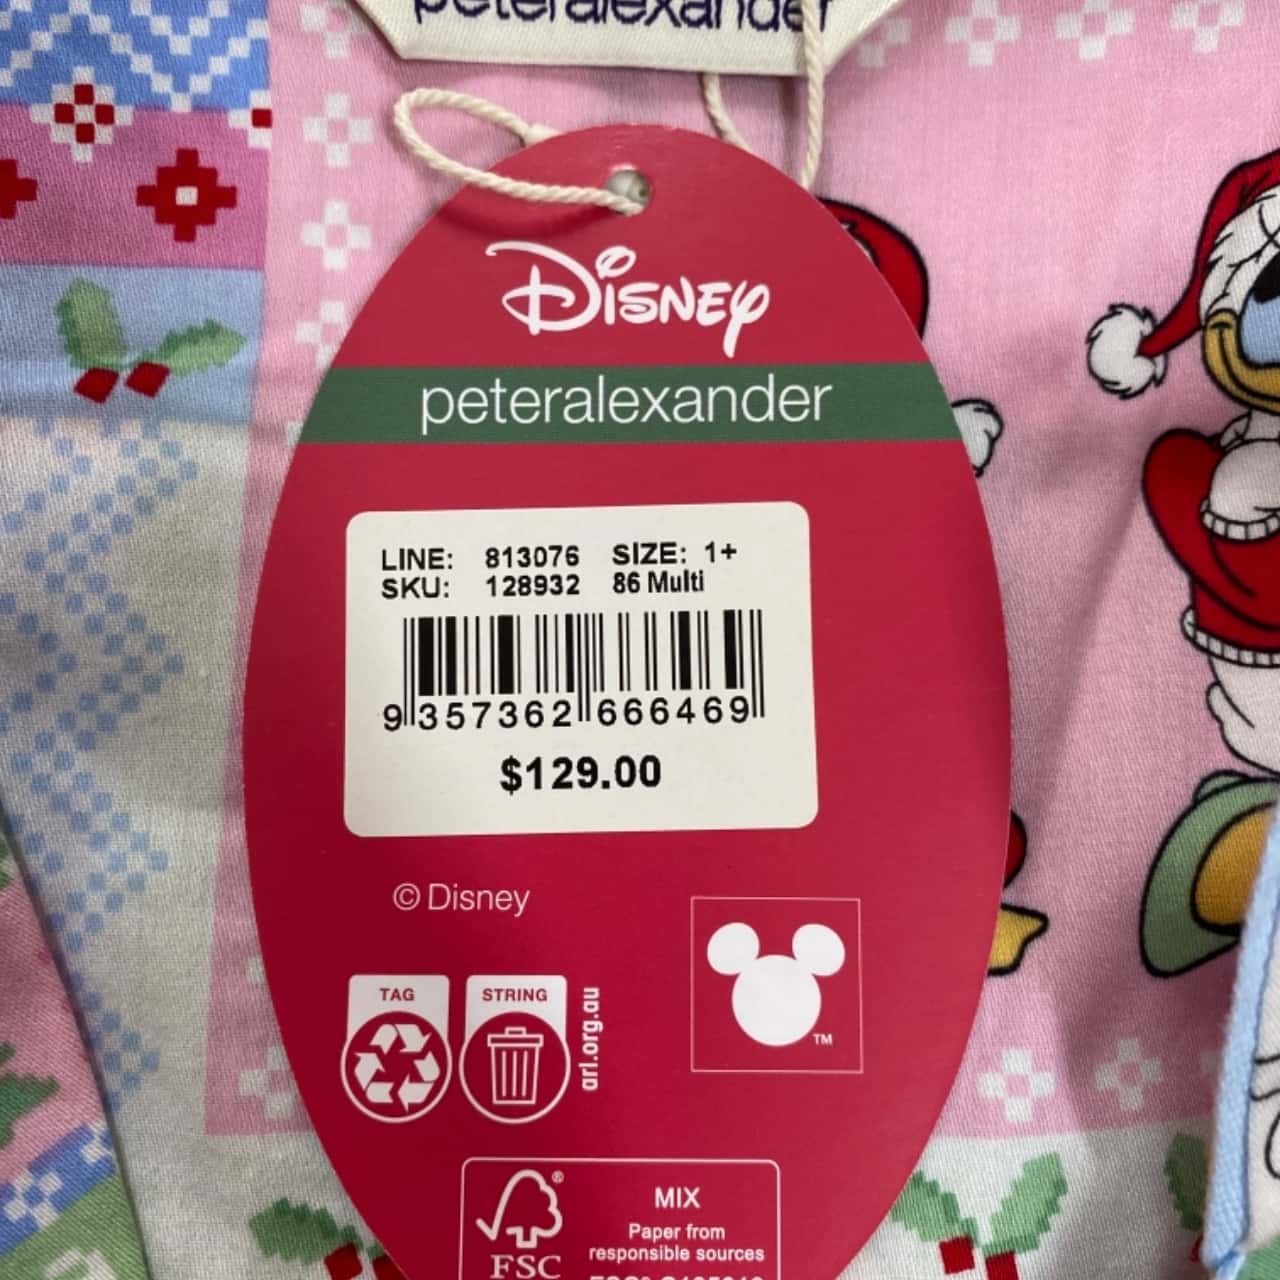 peteralexander
Disney
peteralexander
LINE: 813076 SIZE: 1+
SKU: 128932 86 Multi
9 357362 666469
$129.00
© Disney
TAG STRING
arl.org.au
TM
®
MIX
Paper from
responsible sources
FSC